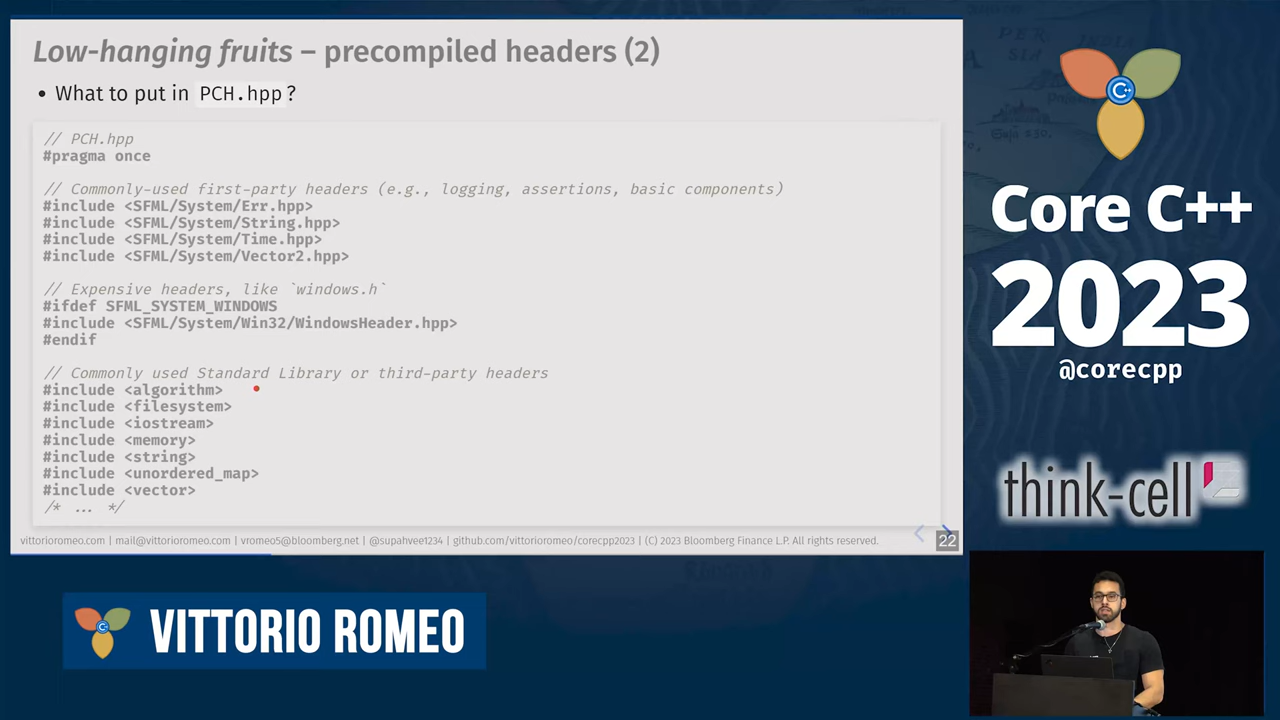 Low-hanging fruits – precompiled headers (2)
• What to put in PCH.hpp?
// PCH.hpp
#pragma once
// Commonly-used first-party headers (e.g., logging, assertions, basic components)
#include <SFML/System/Err.hpp>
#include <SFML/System/String.hpp>
#include <SFML/System/Time.hpp>
#include <SFML/System/Vector2.hpp>
// Expensive headers, like `windows.h`
#ifdef SFML_SYSTEM_WINDOWS
#include <SFML/System/Win32/WindowsHeader.hpp>
#endif
// Commonly used Standard Library or third-party headers
#include <algorithm>
#include <filesystem>
#include <iostream>
#include <memory>
#include <string>
#include <unordered_map>
#include <vector>
/* ... */
vittorioromeo.com | mail@vittorioromeo.com | vromeo5@bloomberg.net | @supahvee1234 | github.com/vittorioromeo/corecpp2023 | (C) 2023 Bloomberg Finance L.P. All rights reserved.
22
C++
Core C++
2023
@corecpp
think-cell
C++
VITTORIO ROMEO